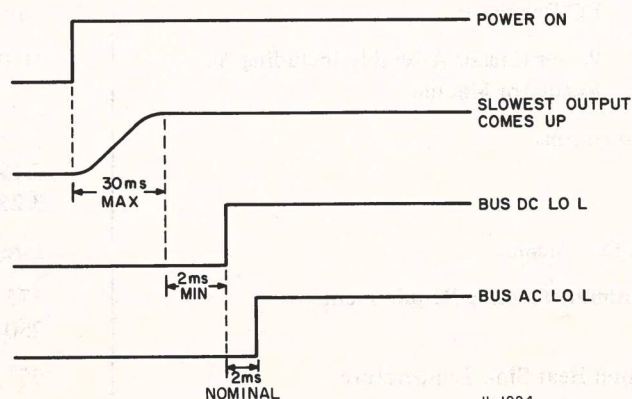 POWER ON
SLOWEST OUTPUT
COMES UP
30ms
MAX
BUS DC LO L
2ms
MIN
BUS AC LO L
2ms
NOMINAL